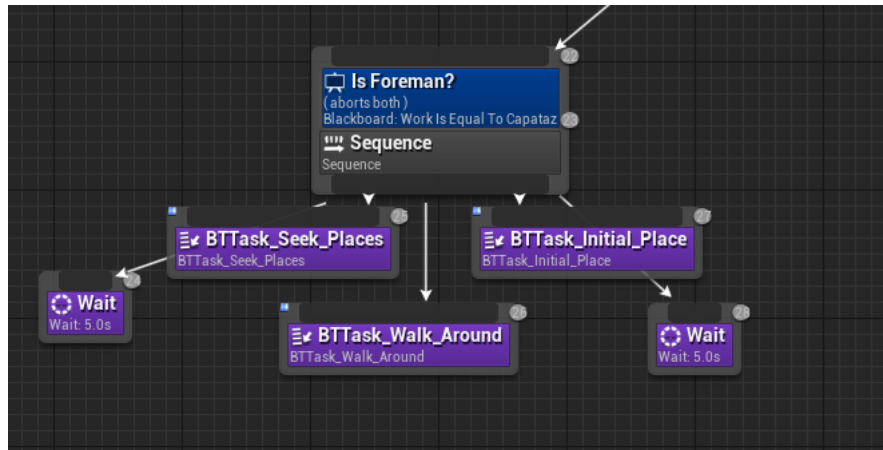 22
Is Foreman?
( aborts both )
Blackboard: Work Is Equal To Capataz
23
Sequence
Sequence
25
BTTask_Seek_Places
BTTask_Seek_Places
27
BTTask_Initial_Place
BTTask_Initial_Place
24
Wait
Wait: 5.0s
26
BTTask_Walk_Around
BTTask_Walk_Around
28
Wait
Wait: 5.0s